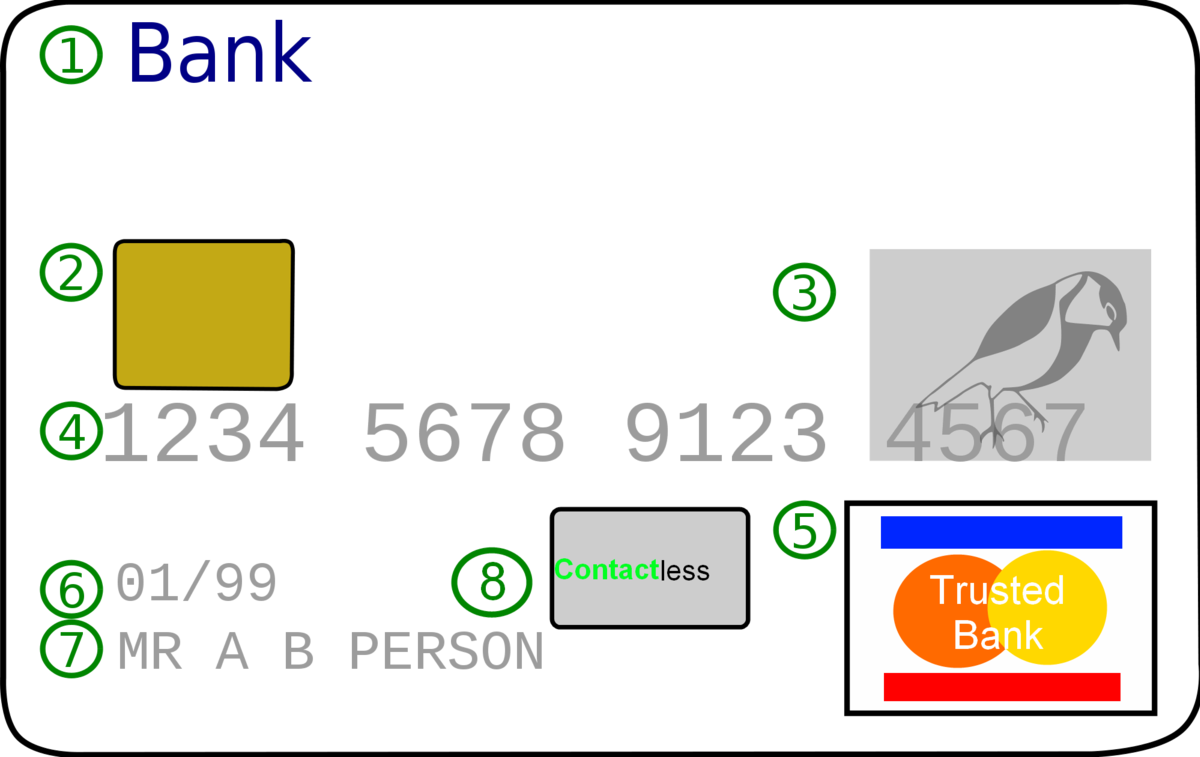 1 Bank
2
3
4 1234 5678 9123 4567
5
Trusted
Bank
6 01/99
8 Contactless
7 MR A B PERSON